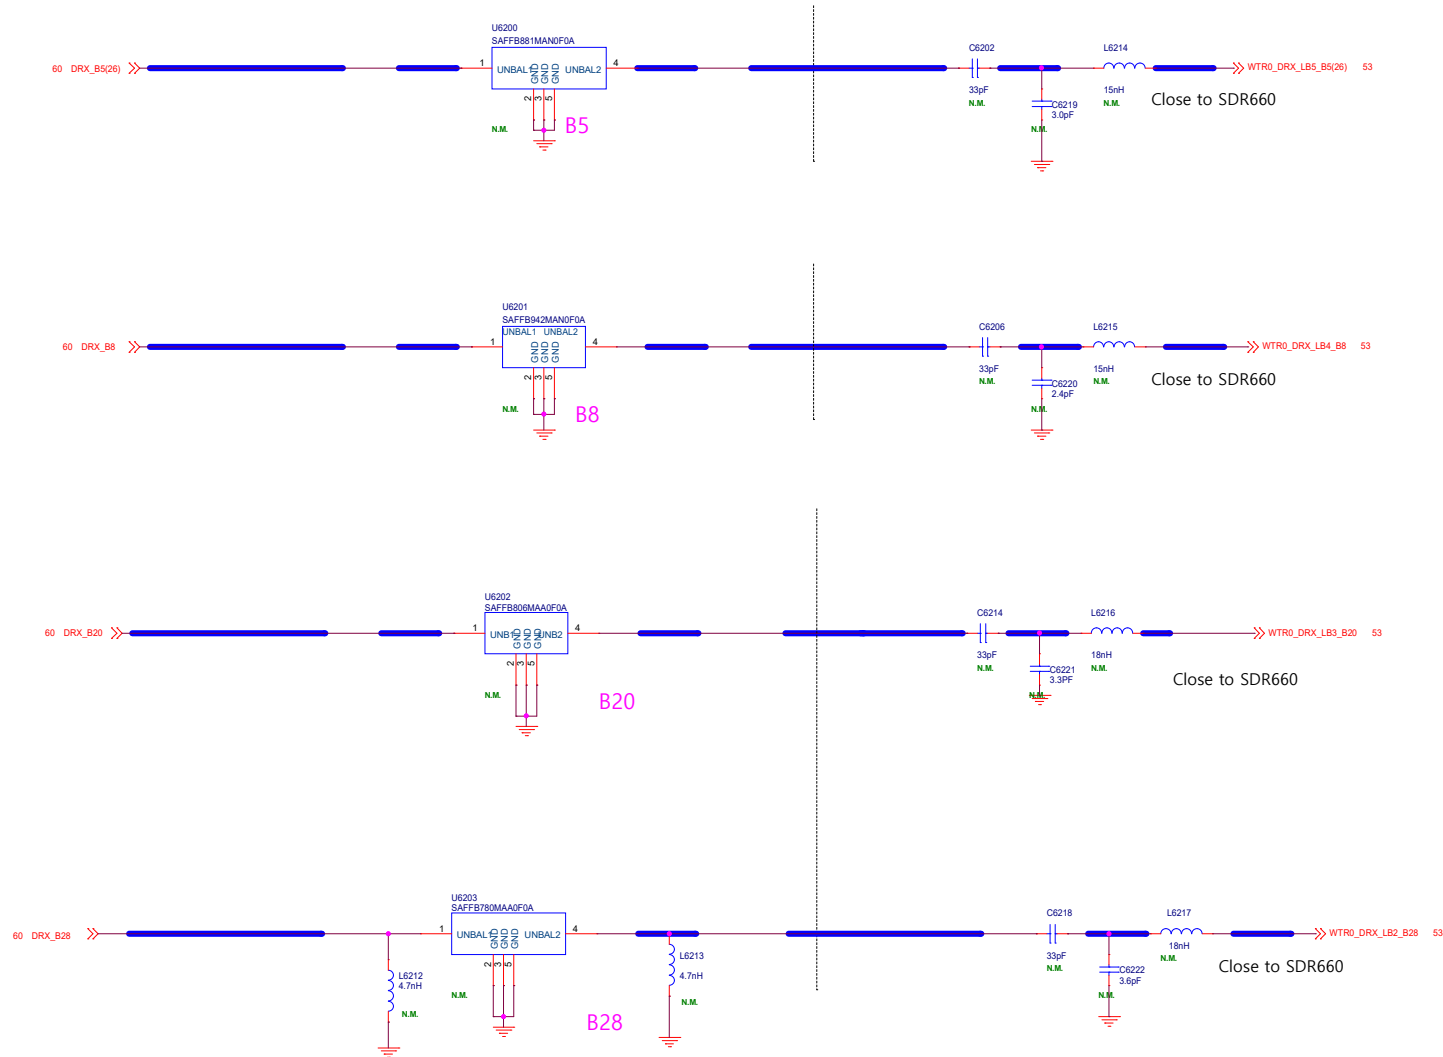 U6200
SAFFB881MAN0F0A
60 DRX_B5(26)
1
UNBAL1
GND
GND
GND
UNBAL2
4
2
3
5
N.M.
B5
C6202
33pF
N.M.
C6219
3.0pF
N.M.
L6214
15nH
N.M.
WTR0_DRX_LB5_B5(26) 53
Close to SDR660
U6201
SAFFB942MAN0F0A
60 DRX_B8
1
UNBAL1 UNBAL2
GND
GND
GND
4
2
3
5
N.M.
B8
C6206
33pF
N.M.
C6220
2.4pF
N.M.
L6215
15nH
N.M.
WTR0_DRX_LB4_B8 53
Close to SDR660
U6202
SAFFB806MAA0F0A
60 DRX_B20
1
UNB1
GND
GND
GND
UNB2
4
2
3
5
N.M.
B20
C6214
33pF
N.M.
C6221
3.3PF
N.M.
L6216
18nH
N.M.
WTR0_DRX_LB3_B20 53
Close to SDR660
U6203
SAFFB780MAA0F0A
60 DRX_B28
1
UNBAL1
GND
GND
GND
UNBAL2
4
2
3
5
L6212
4.7nH
N.M.
N.M.
B28
L6213
4.7nH
N.M.
C6218
33pF
N.M.
C6222
3.6pF
N.M.
L6217
18nH
N.M.
WTR0_DRX_LB2_B28 53
Close to SDR660